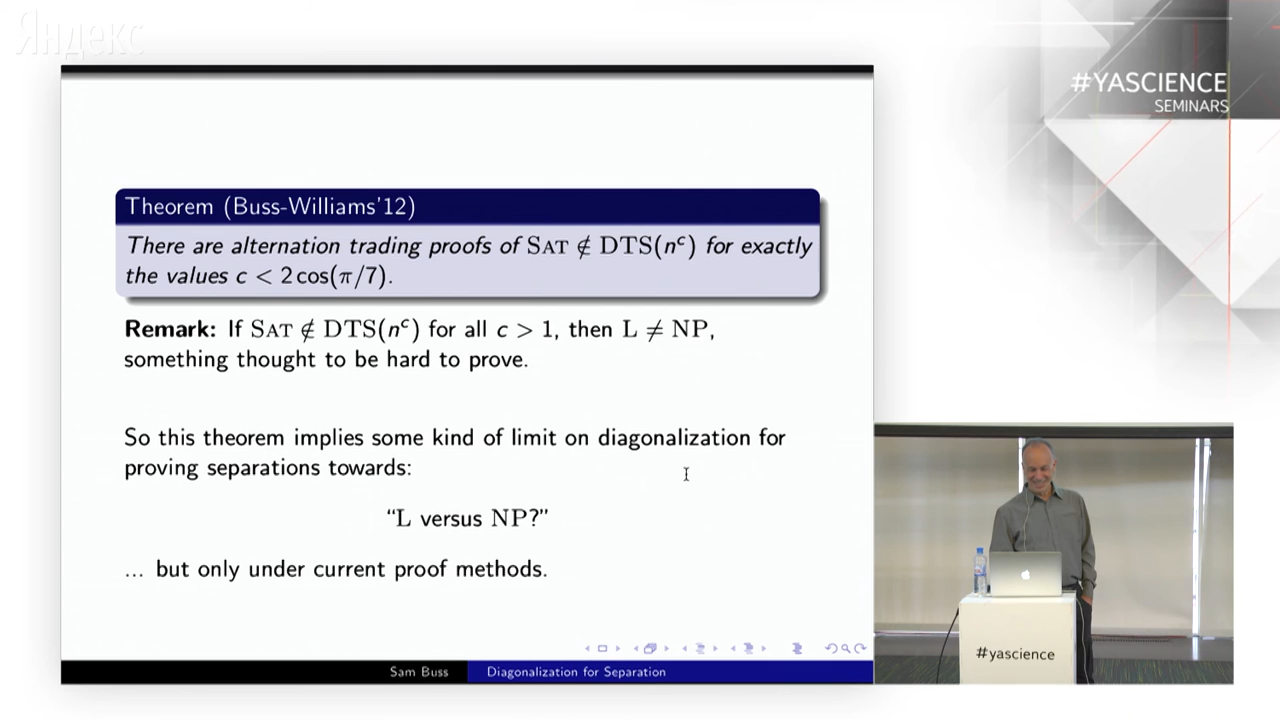 Яндекс
#YASCIENCE
SEMINARS
Theorem (Buss-Williams'12)
There are alternation trading proofs of SAT ∉ DTS(nᶜ) for exactly
the values c < 2 cos(π/7).
Remark: If SAT ∉ DTS(nᶜ) for all c > 1, then L ≠ NP,
something thought to be hard to prove.
So this theorem implies some kind of limit on diagonalization for
proving separations towards:
“L versus NP?”
... but only under current proof methods.
Sam Buss
Diagonalization for Separation
#yascience